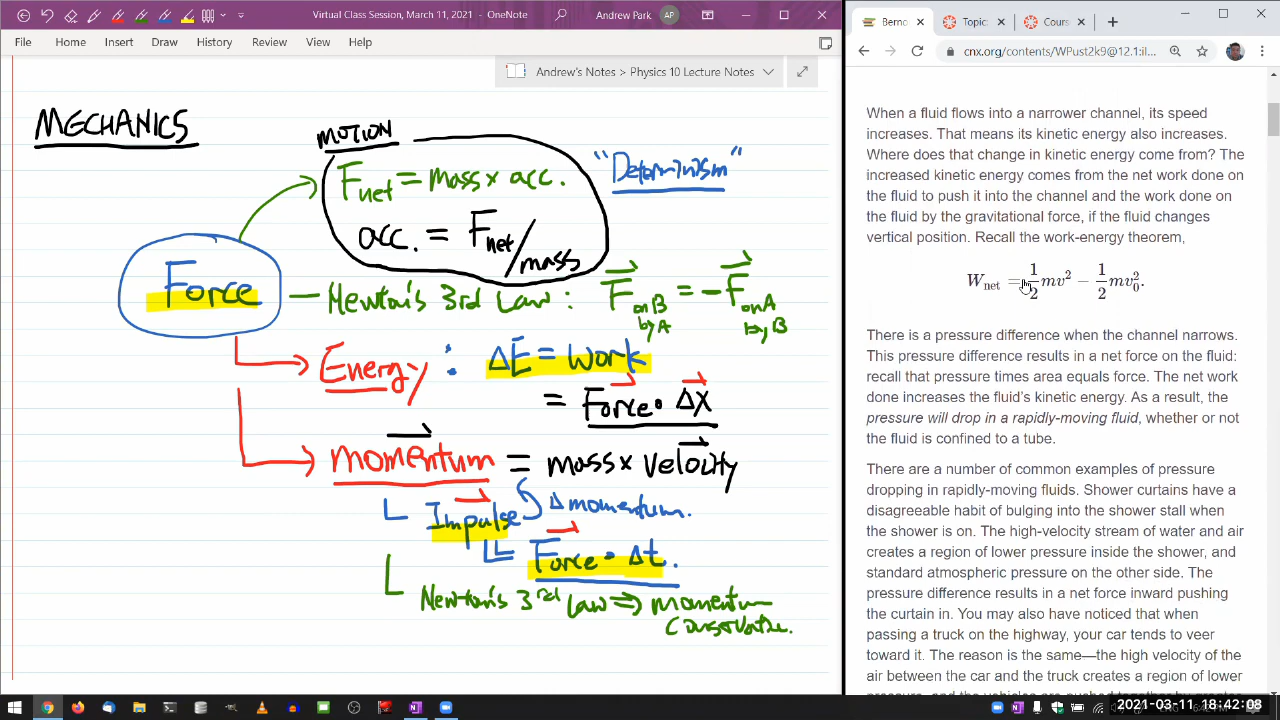 Virtual Class Session, March 11, 2021 - OneNote
Andrew Park
AP
File Home Insert Draw History Review View Help
Andrew's Notes > Physics 10 Lecture Notes
MECHANICS
MOTION
Fnet = mass x acc.
"Determinism"
acc. = Fnet/mass
Force
Newton's 3rd Law : F on B by A = -F on A by B
Energy : ΔE = Work
= Force · Δx
momentum = mass x velocity
Impulse Δmomentum.
Force · Δt.
Newton's 3rd Law ⇒ momentum
Bernc
Topic
Cours
cnx.org/contents/WPust2k9@12.1:il...
When a fluid flows into a narrower channel, its speed
increases. That means its kinetic energy also increases.
Where does that change in kinetic energy come from? The
increased kinetic energy comes from the net work done on
the fluid to push it into the channel and the work done on
the fluid by the gravitational force, if the fluid changes
vertical position. Recall the work-energy theorem,
Wnet = 1/2 mv² − 1/2 mv₀².
There is a pressure difference when the channel narrows.
This pressure difference results in a net force on the fluid:
recall that pressure times area equals force. The net work
done increases the fluid's kinetic energy. As a result, the
pressure will drop in a rapidly-moving fluid, whether or not
the fluid is confined to a tube.
There are a number of common examples of pressure
dropping in rapidly-moving fluids. Shower curtains have a
disagreeable habit of bulging into the shower stall when
the shower is on. The high-velocity stream of water and air
creates a region of lower pressure inside the shower, and
standard atmospheric pressure on the other side. The
pressure difference results in a net force inward pushing
the curtain in. You may also have noticed that when
passing a truck on the highway, your car tends to veer
toward it. The reason is the same—the high velocity of the
air between the car and the truck creates a region of lower
2021-03-11 18:42:08